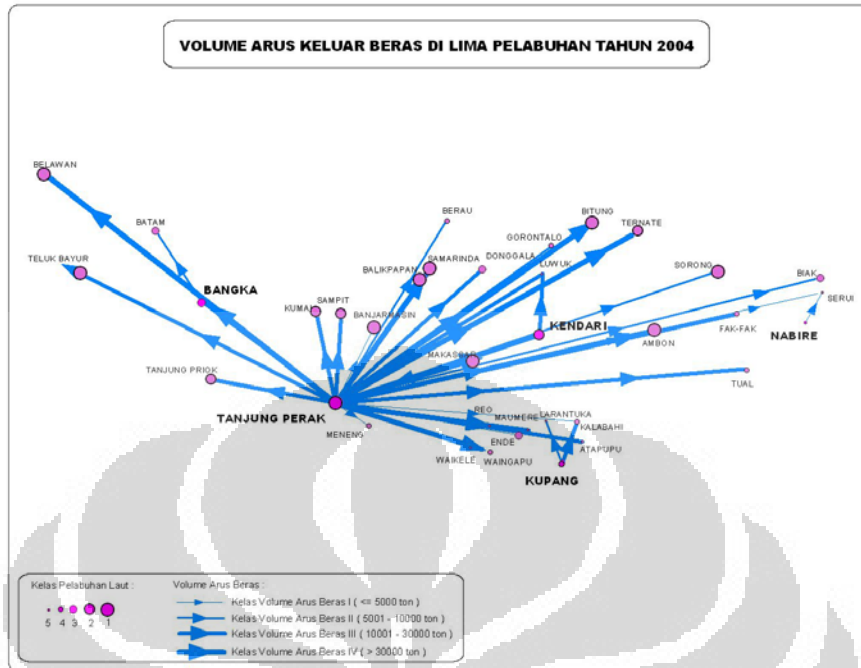 VOLUME ARUS KELUAR BERAS DI LIMA PELABUHAN TAHUN 2004
BELAWAN
BATAM
BERAU
BITUNG
TERNATE
GORONTALO
TELUK BAYUR
SAMARINDA
DONGGALA
LUWUK
BALIKPAPAN
SORONG
BIAK
BANGKA
SERUI
KUMAI
SAMPIT
BANJARMASIN
KENDARI
FAK-FAK
NABIRE
AMBON
MAKASSAR
TANJUNG PRIOK
TUAL
TANJUNG PERAK
REO
MAUMERE
LARANTUKA
KALABAHI
MENENG
ENDE
ATAPUPU
WAIKELE
WAINGAPU
KUPANG
Kelas Pelabuhan Laut :
5 4 3 2 1
Volume Arus Beras :
Kelas Volume Arus Beras I ( <= 5000 ton )
Kelas Volume Arus Beras II ( 5001 - 10000 ton )
Kelas Volume Arus Beras III ( 10001 - 30000 ton )
Kelas Volume Arus Beras IV ( > 30000 ton )